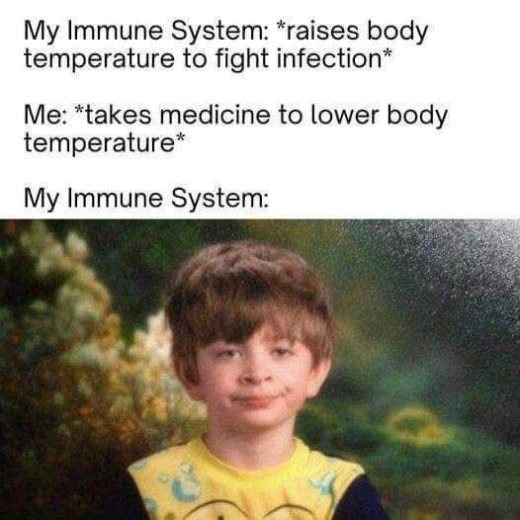 My Immune System: *raises body
temperature to fight infection*
Me: *takes medicine to lower body
temperature*
My Immune System: